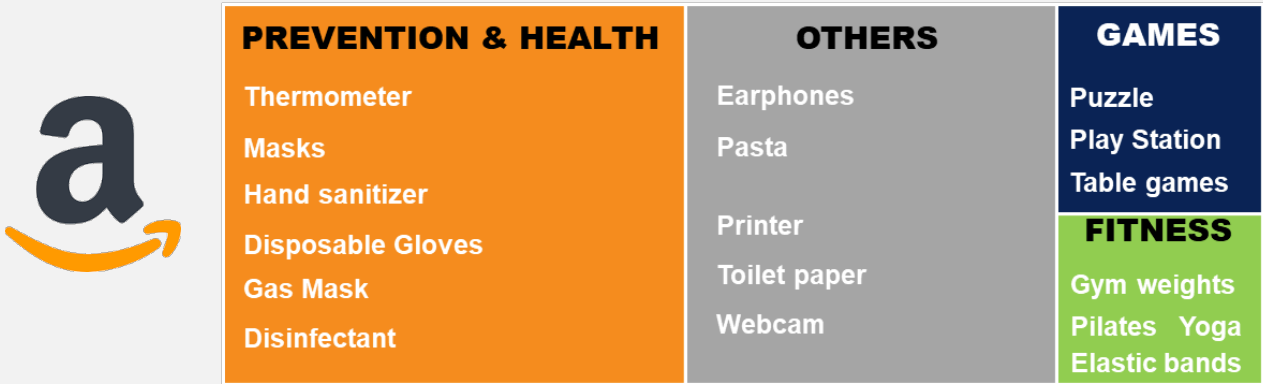 PREVENTION & HEALTH
Thermometer
Masks
Hand sanitizer
Disposable Gloves
Gas Mask
Disinfectant
OTHERS
Earphones
Pasta
Printer
Toilet paper
Webcam
GAMES
Puzzle
Play Station
Table games
FITNESS
Gym weights
Pilates Yoga
Elastic bands